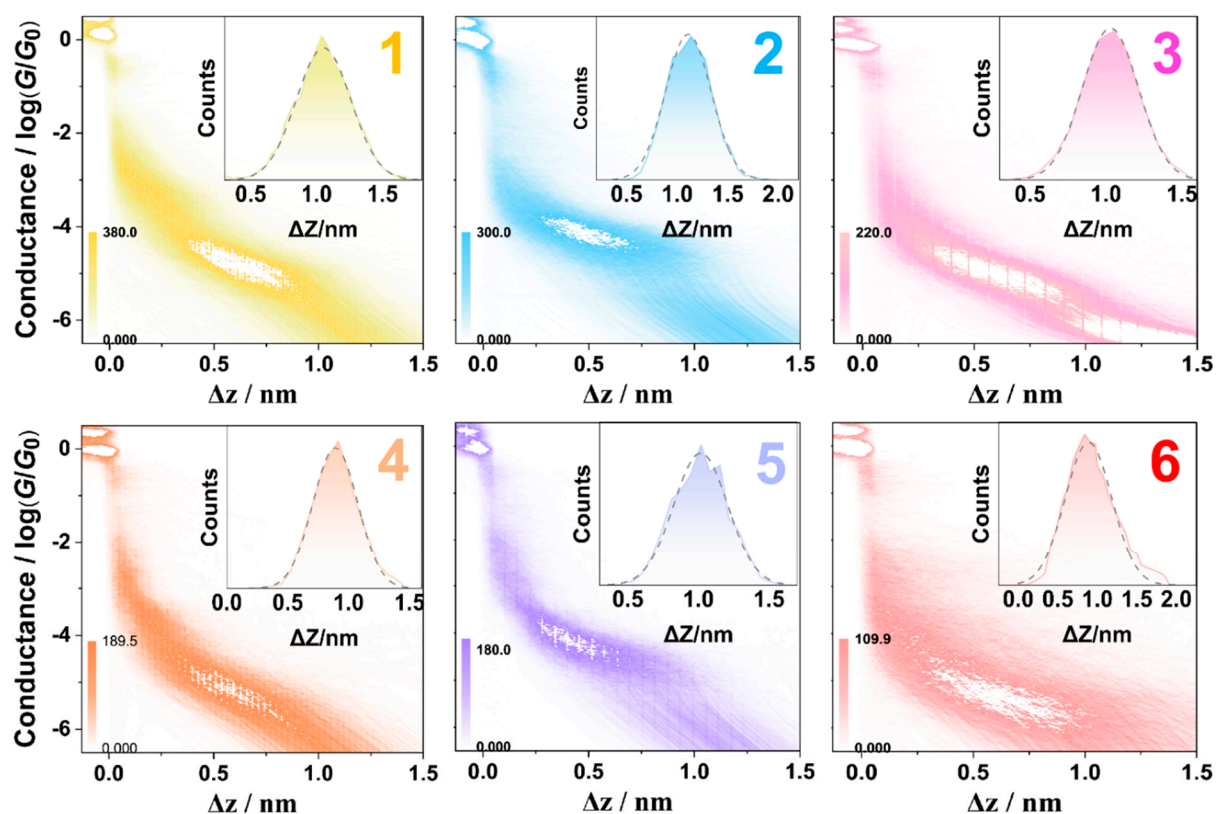 Conductance / log(G/G0)
0
-2
-4
-6
380.0
0.000
0.0 0.5 1.0 1.5
Δz / nm
Counts
0.5 1.0 1.5
ΔZ/nm
1
300.0
0.000
0.0 0.5 1.0 1.5
Δz / nm
Counts
0.5 1.0 1.5 2.0
ΔZ/nm
2
220.0
0.000
0.0 0.5 1.0 1.5
Δz / nm
Counts
0.5 1.0 1.5
ΔZ/nm
3
Conductance / log(G/G0)
0
-2
-4
-6
189.5
0.000
0.0 0.5 1.0 1.5
Δz / nm
Counts
0.0 0.5 1.0 1.5
ΔZ/nm
4
180.0
0.000
0.0 0.5 1.0 1.5
Δz / nm
Counts
0.5 1.0 1.5
ΔZ/nm
5
109.9
0.000
0.0 0.5 1.0 1.5
Δz / nm
Counts
0.0 0.5 1.0 1.5 2.0
ΔZ/nm
6